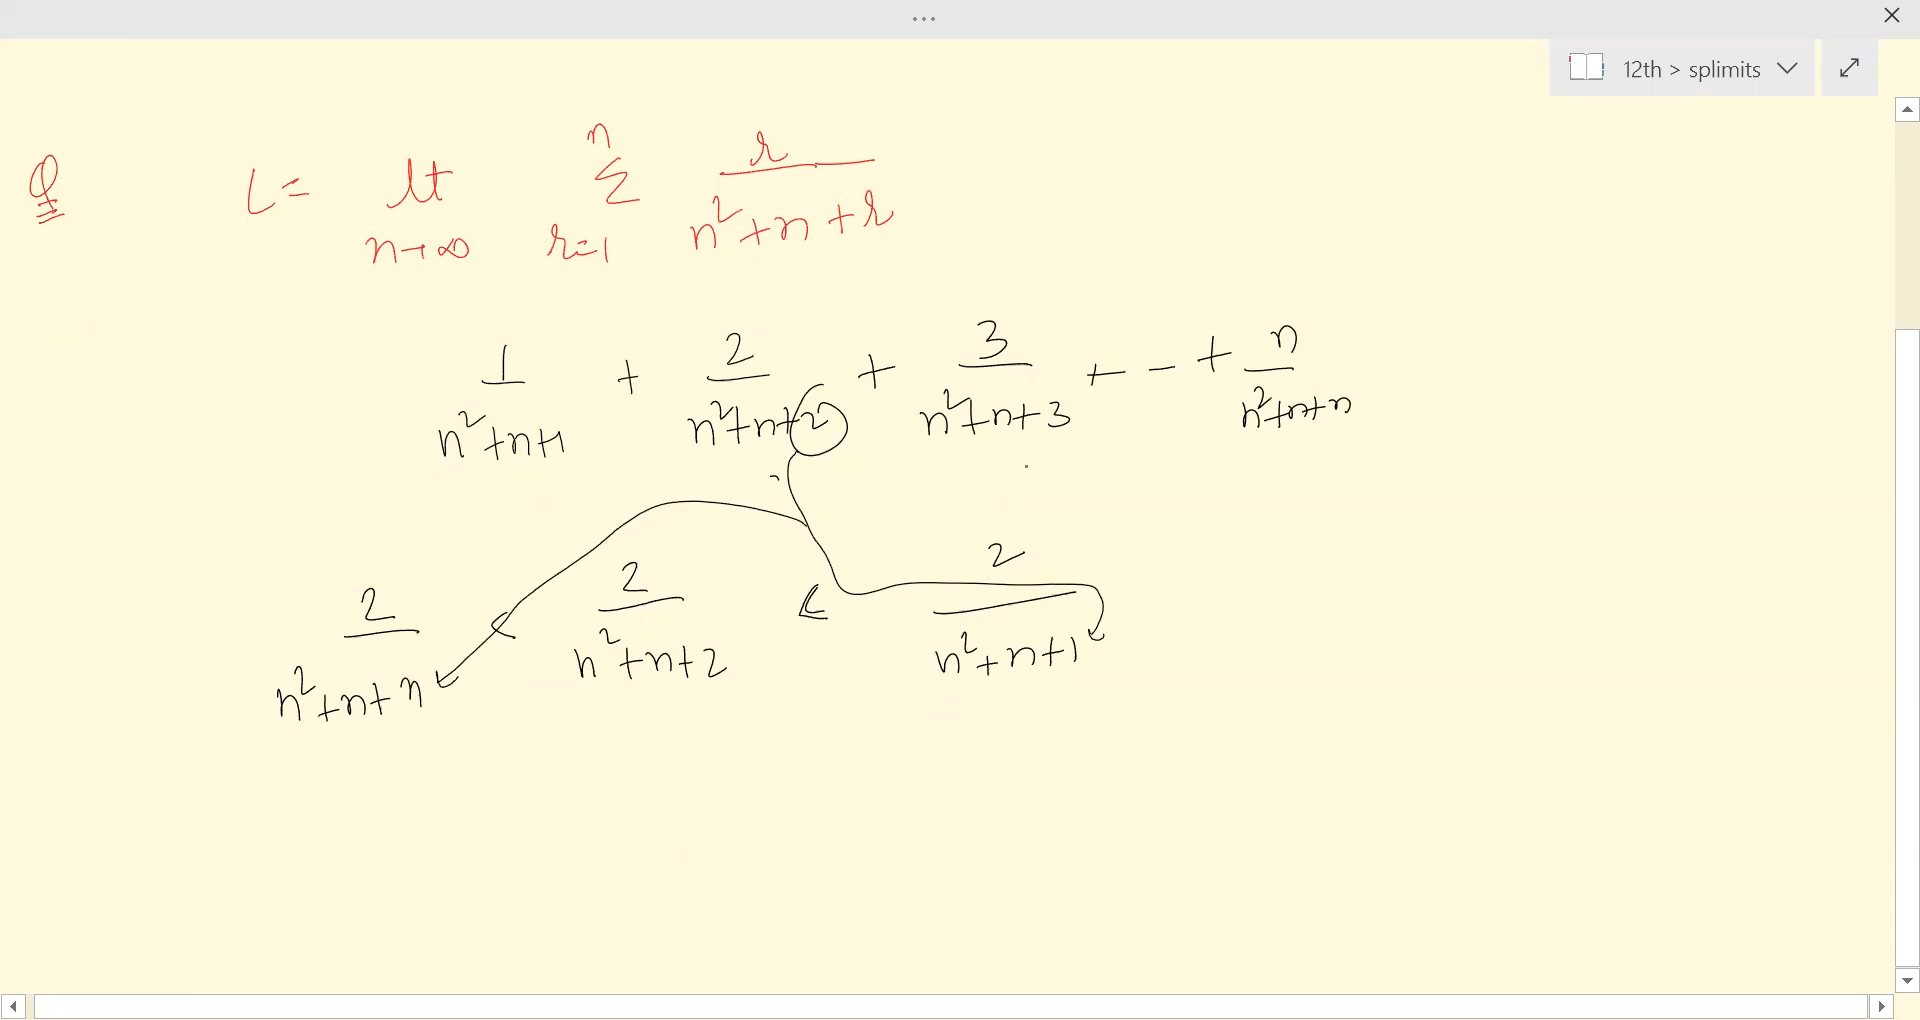 12th > splimits
Q L = lt n→∞ n Σ r=1 r / n²+n+r
1 / n²+n+1 + 2 / n²+n+2 + 3 / n²+n+3 + - - + n / n²+n+n
2 / n²+n+n < 2 / n²+n+2 < 2 / n²+n+1